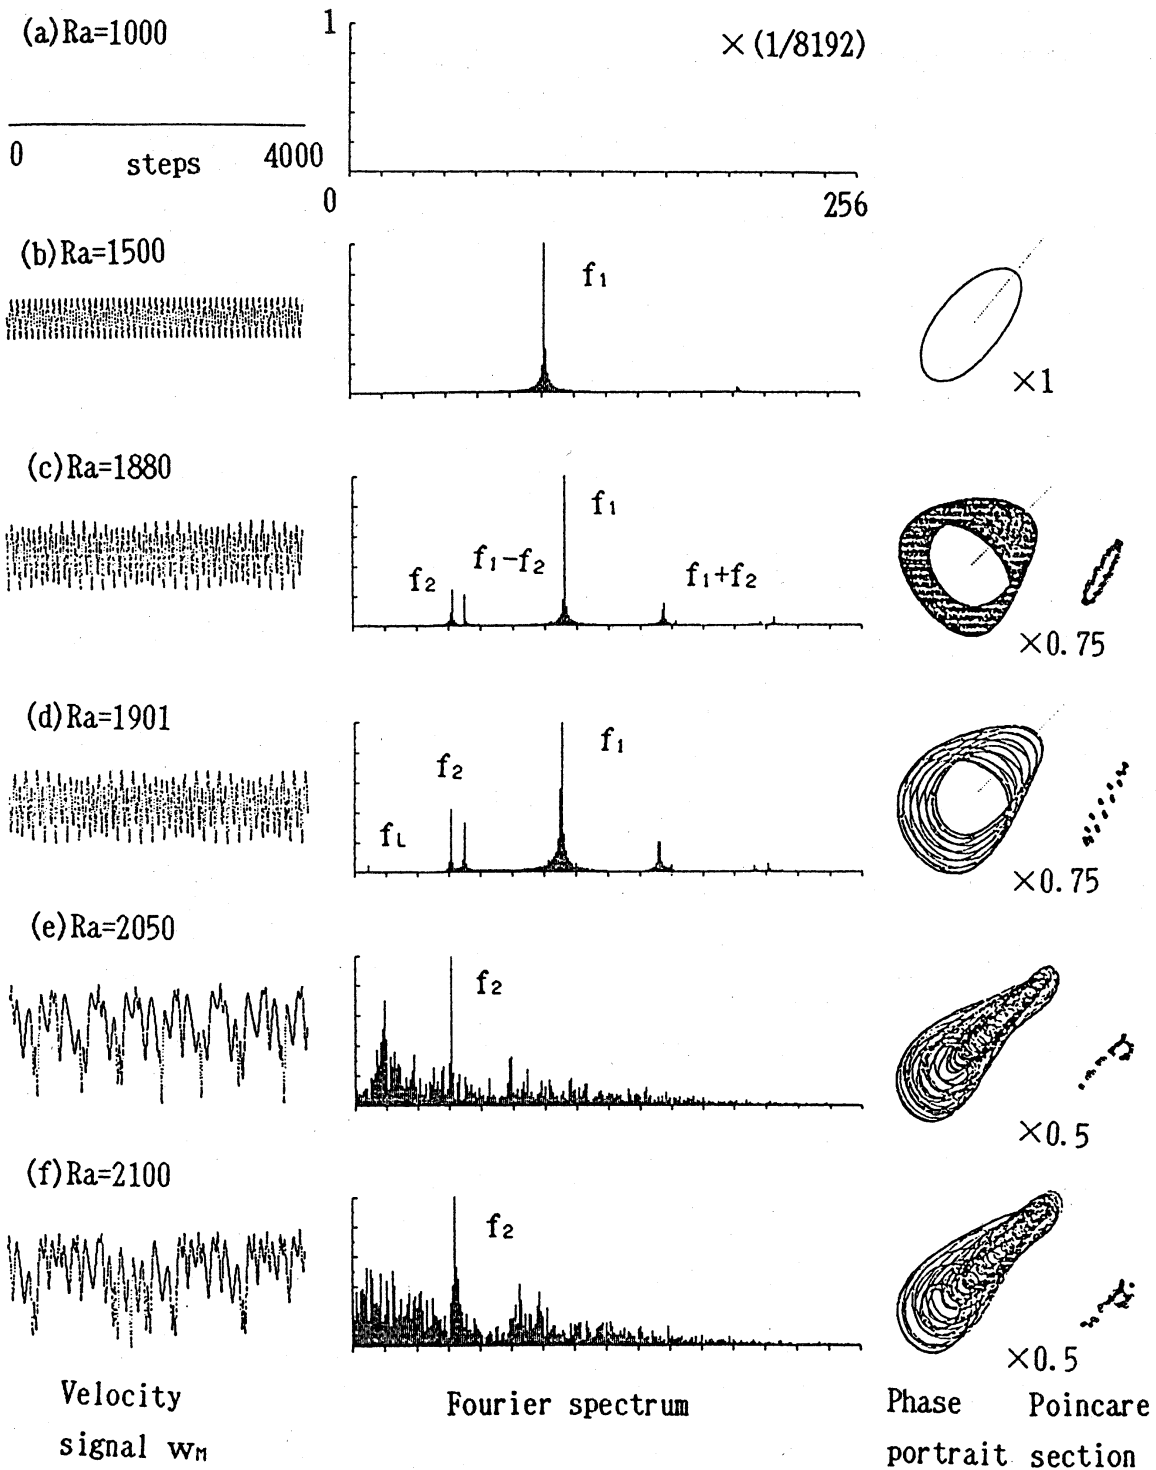 (a)Ra=1000
1
×(1/8192)
0 steps 4000
0 256
(b)Ra=1500
f₁
×1
(c)Ra=1880
f₂ f₁−f₂ f₁ f₁+f₂
×0.75
(d)Ra=1901
fL f₂ f₁
×0.75
(e)Ra=2050
f₂
×0.5
(f)Ra=2100
f₂
×0.5
Velocity
signal wM
Fourier spectrum
Phase
portrait
Poincare
section